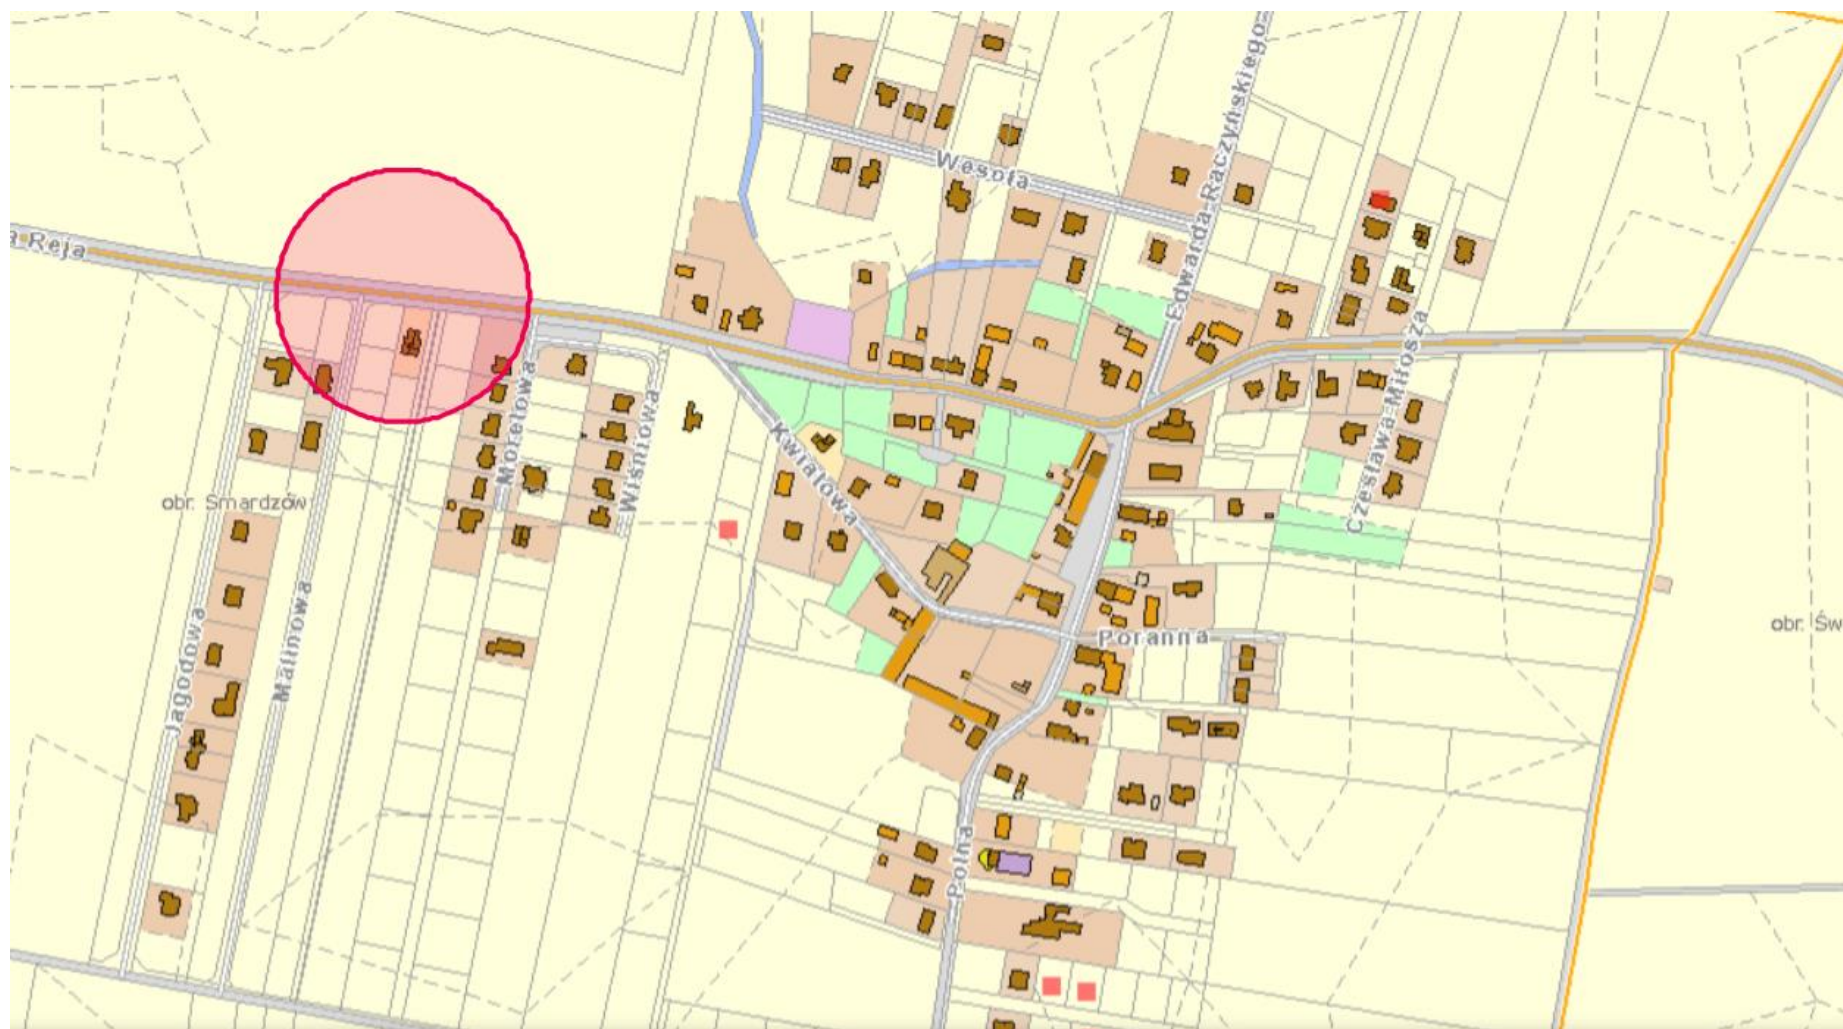 a Reja
Wesoła
Edwarda Raczyńskiego
Czesława Miłosza
Kwiatowa
Morelowa
Wiśniowa
obr. Smardzów
Jagodowa
Malinowa
Poranna
obr. Św
Polna